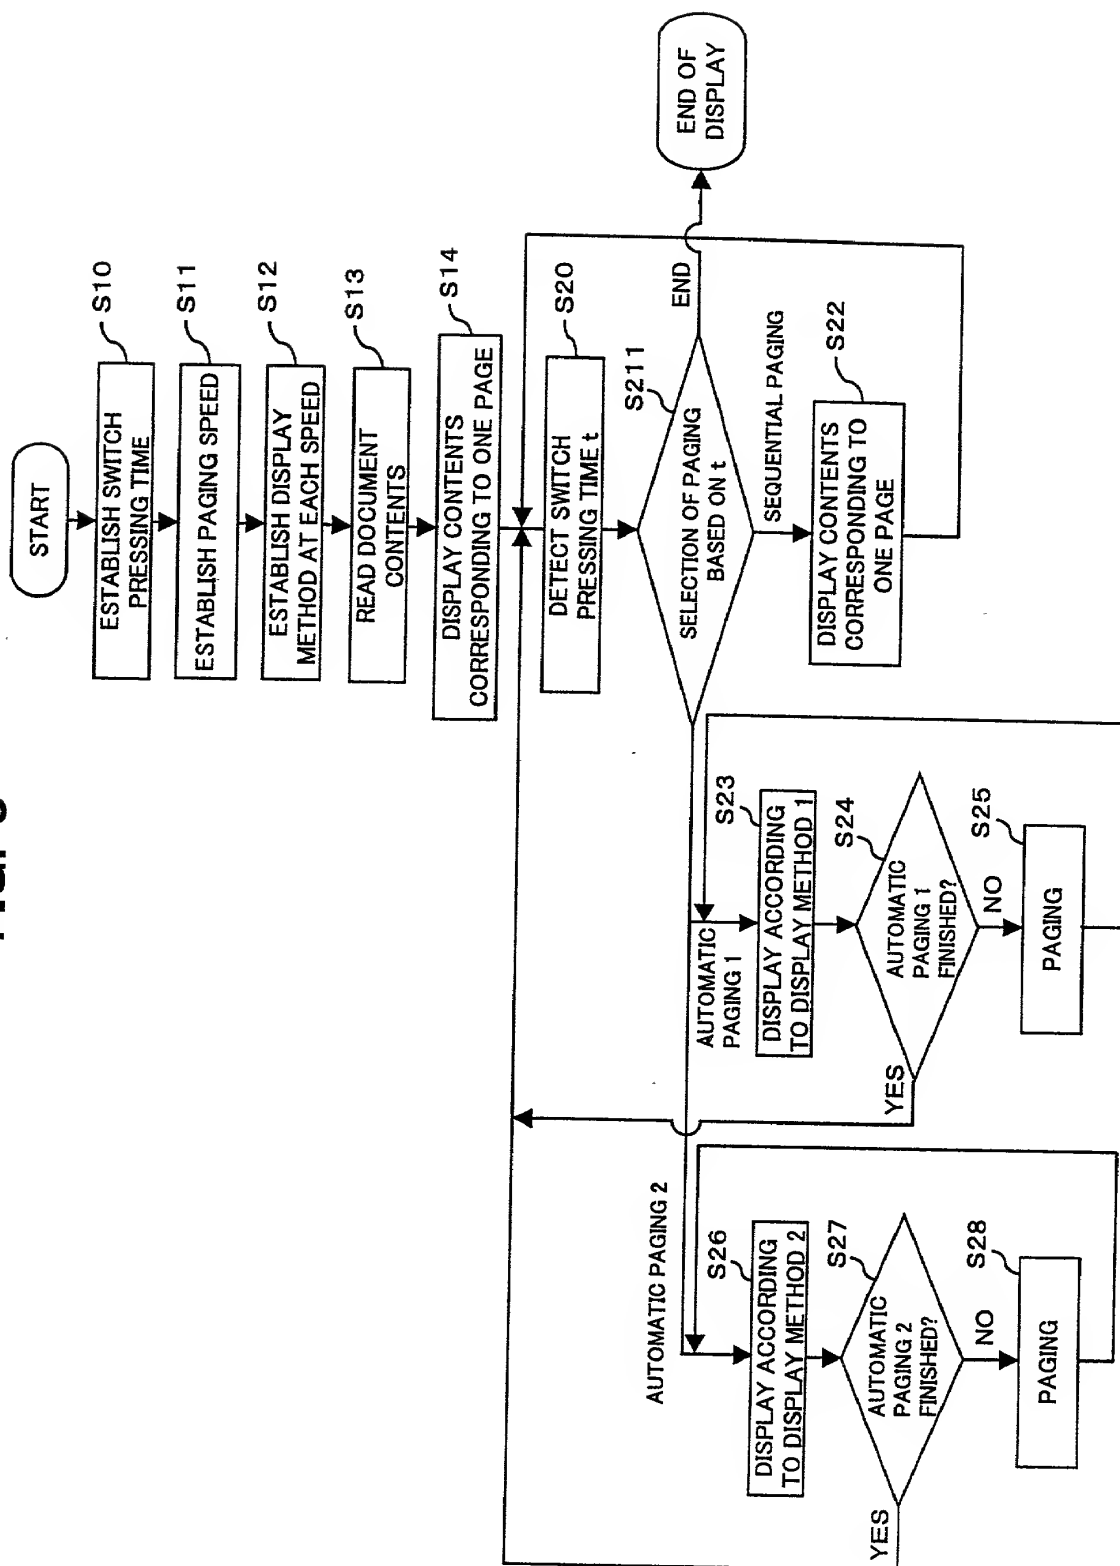 START
ESTABLISH SWITCH
PRESSING TIME
S10
ESTABLISH PAGING SPEED
S11
ESTABLISH DISPLAY
METHOD AT EACH SPEED
S12
READ DOCUMENT
CONTENTS
S13
DISPLAY CONTENTS
CORRESPONDING TO ONE PAGE
S14
DETECT SWITCH
PRESSING TIME t
S20
SELECTION OF PAGING
BASED ON t
S211
END
END OF
DISPLAY
SEQUENTIAL PAGING
DISPLAY CONTENTS
CORRESPONDING TO
ONE PAGE
S22
AUTOMATIC
PAGING 1
DISPLAY ACCORDING
TO DISPLAY METHOD 1
S23
AUTOMATIC
PAGING 1
FINISHED?
S24
YES
NO
PAGING
S25
AUTOMATIC PAGING 2
DISPLAY ACCORDING
TO DISPLAY METHOD 2
S26
AUTOMATIC
PAGING 2
FINISHED?
S27
YES
NO
PAGING
S28